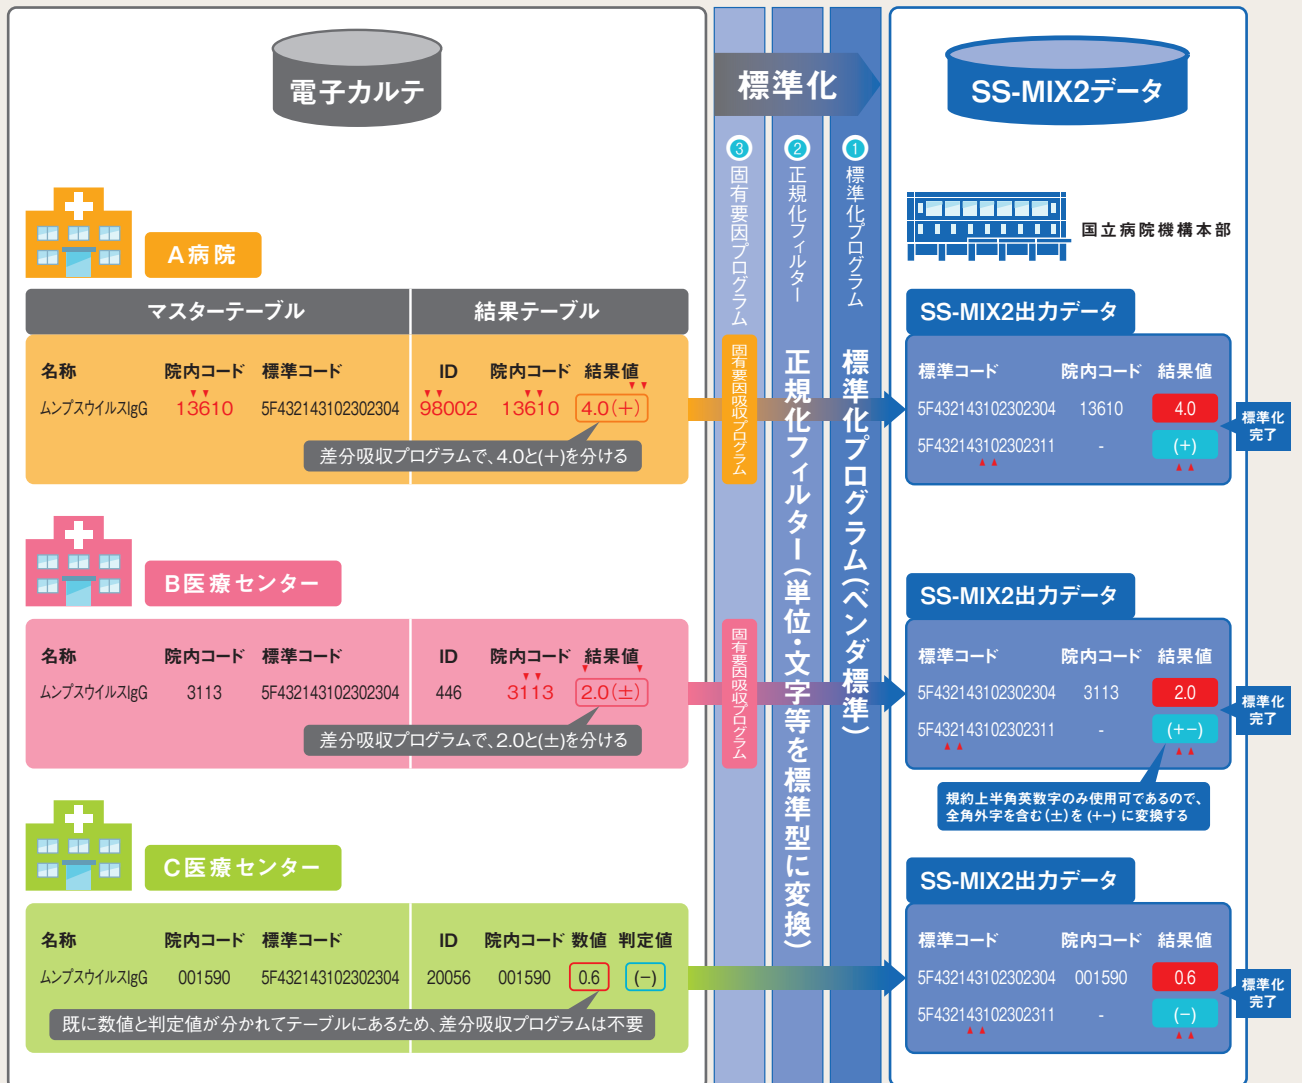 電子カルテ
標準化
SS-MIX2データ
3 固有要因プログラム
2 正規化フィルター
1 標準化プログラム
国立病院機構本部
A病院
マスターテーブル 結果テーブル
名称 院内コード 標準コード ID 院内コード 結果値
ムンプスウイルスIgG 13610 5F432143102302304 98002 13610 4.0(+)
差分吸収プログラムで、4.0と(+)を分ける
固有要因吸収プログラム
正規化フィルター(単位・文字等を標準型に変換)
標準化プログラム(ベンダ標準)
SS-MIX2出力データ
標準コード 院内コード 結果値
5F432143102302304 13610 4.0
5F432143102302311 - (+)
標準化
完了
B医療センター
名称 院内コード 標準コード ID 院内コード 結果値
ムンプスウイルスIgG 3113 5F432143102302304 446 3113 2.0(±)
差分吸収プログラムで、2.0と(±)を分ける
固有要因吸収プログラム
SS-MIX2出力データ
標準コード 院内コード 結果値
5F432143102302304 3113 2.0
5F432143102302311 - (+−)
標準化
完了
規約上半角英数字のみ使用可であるので、
全角外字を含む(±)を(+−)に変換する
C医療センター
名称 院内コード 標準コード ID 院内コード 数値 判定値
ムンプスウイルスIgG 001590 5F432143102302304 20056 001590 0.6 (−)
既に数値と判定値が分かれてテーブルにあるため、差分吸収プログラムは不要
SS-MIX2出力データ
標準コード 院内コード 結果値
5F432143102302304 001590 0.6
5F432143102302311 - (−)
標準化
完了